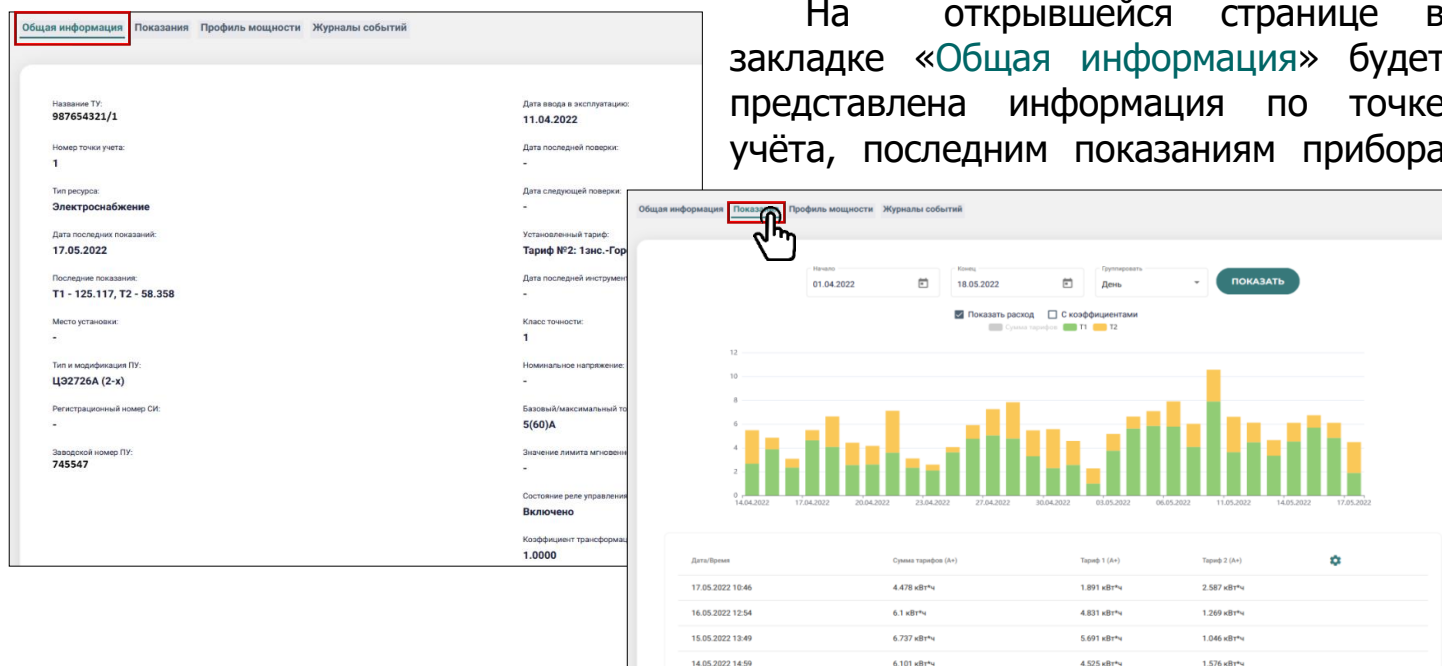 На открывшейся странице в
закладке «Общая информация» будет
представлена информация по точке
учёта, последним показаниям прибора
Общая информация Показания Профиль мощности Журналы событий
Название ТУ:
987654321/1
Номер точки учета:
1
Тип ресурса:
Электроснабжение
Дата последних показаний:
17.05.2022
Последние показания:
Т1 - 125.117, Т2 - 58.358
Место установки:
-
Тип и модификация ПУ:
ЦЭ2726А (2-х)
Регистрационный номер СИ:
-
Заводской номер ПУ:
745547
Дата ввода в эксплуатацию:
11.04.2022
Дата последней поверки:
-
Дата следующей поверки:
-
Установленный тариф:
Тариф №2: 1знс.-Гор
Дата последней инструмен
-
Класс точности:
1
Номинальное напряжение:
-
Базовый/максимальный то
5(60)А
Значение лимита мгновенн
-
Состояние реле управления
Включено
Коэффициент трансформац
1.0000
Общая информация Показа Профиль мощности Журналы событий
Начало Конец Группировать
01.04.2022 18.05.2022 День ПОКАЗАТЬ
Показать расход С коэффициентами
Сумма тарифов Т1 Т2
12
10
8
6
4
2
0
14.04.2022 17.04.2022 20.04.2022 23.04.2022 27.04.2022 30.04.2022 03.05.2022 06.05.2022 11.05.2022 14.05.2022 17.05.2022
Дата/Время Сумма тарифов (А+) Тариф 1 (А+) Тариф 2 (А+)
17.05.2022 10:46 4.478 кВт*ч 1.891 кВт*ч 2.587 кВт*ч
16.05.2022 12:54 6.1 кВт*ч 4.831 кВт*ч 1.269 кВт*ч
15.05.2022 13:49 6.737 кВт*ч 5.691 кВт*ч 1.046 кВт*ч
14.05.2022 14:59 6.101 кВт*ч 4.525 кВт*ч 1.576 кВт*ч